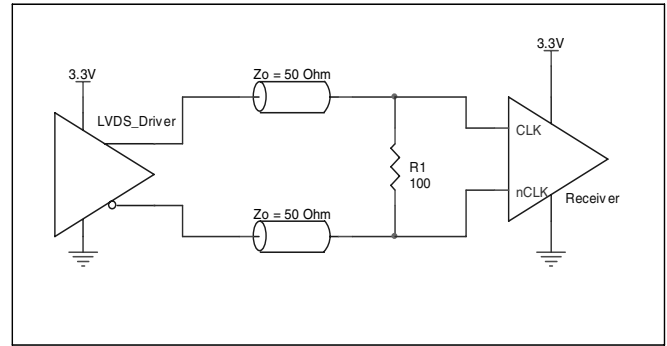 3.3V
LVDS_Driver
Zo = 50 Ohm
Zo = 50 Ohm
R1
100
3.3V
CLK
nCLK
Receiver